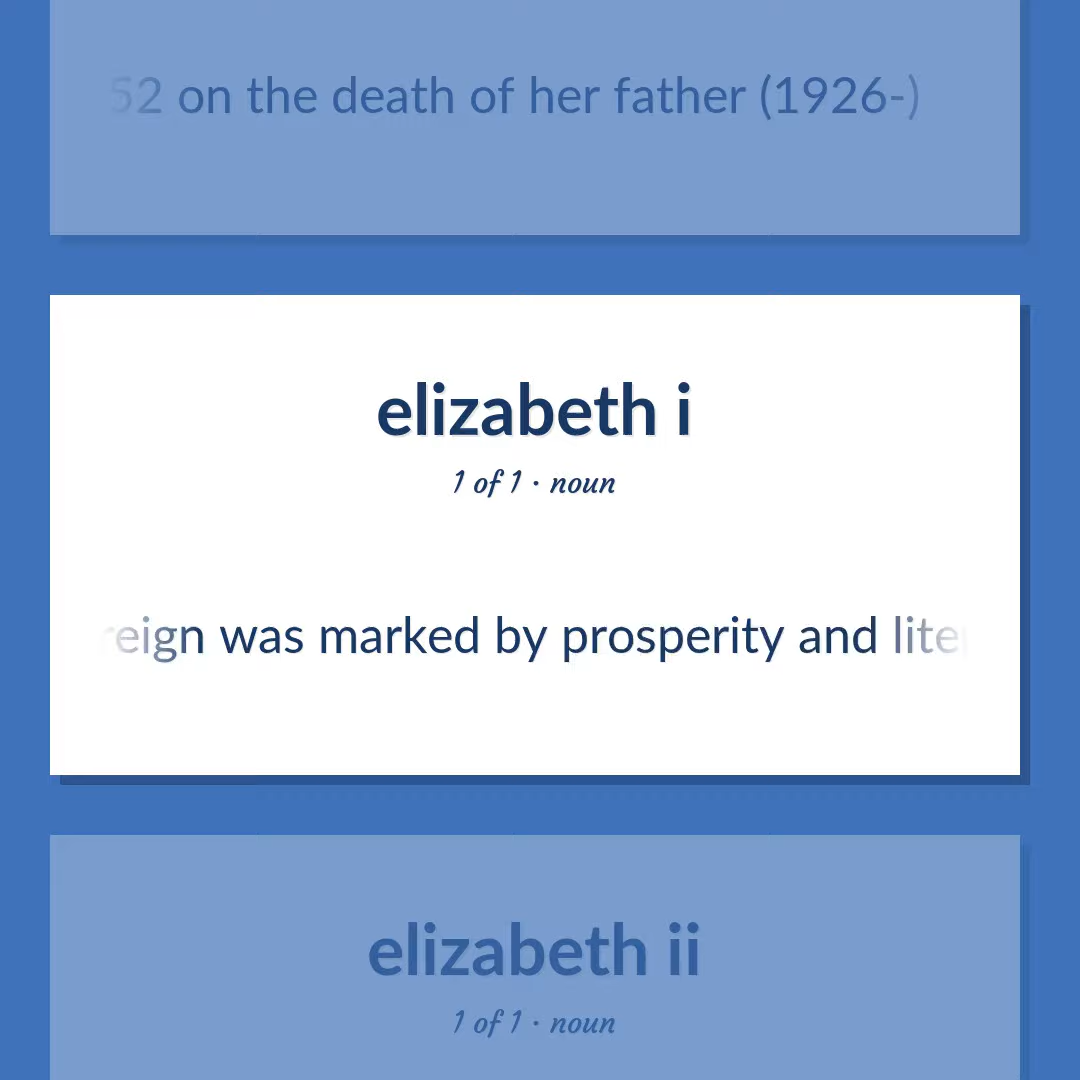 52 on the death of her father (1926-)
elizabeth i
1 of 1 · noun
reign was marked by prosperity and
elizabeth ii
1 of 1 · noun